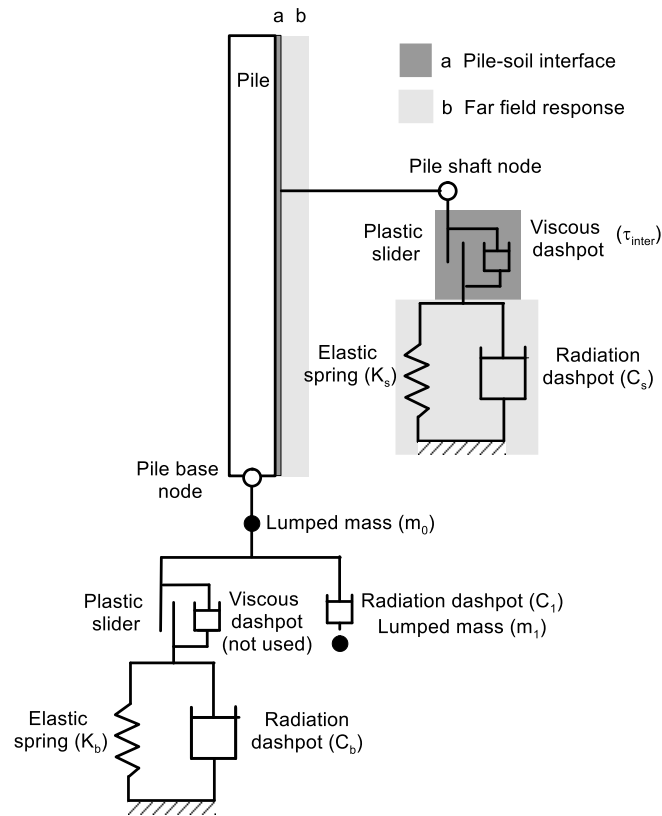 a b
Pile
a Pile-soil interface
b Far field response
Pile shaft node
Plastic
slider
Viscous
dashpot
(τinter)
Elastic
spring (Ks)
Radiation
dashpot (Cs)
Pile base
node
Lumped mass (m0)
Plastic
slider
Viscous
dashpot
(not used)
Radiation dashpot (C1)
Lumped mass (m1)
Elastic
spring (Kb)
Radiation
dashpot (Cb)